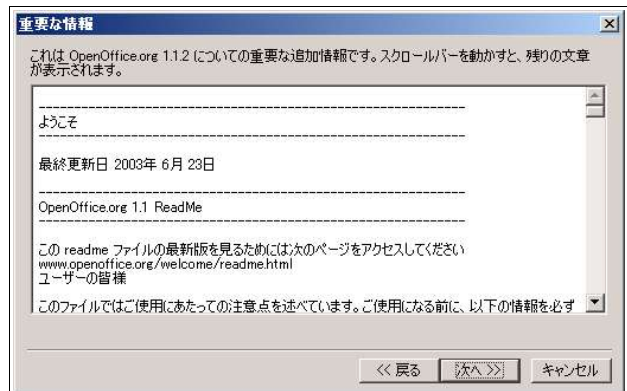 重要な情報
これは OpenOffice.org 1.1.2 についての重要な追加情報です。スクロールバーを動かすと、残りの文章
が表示されます。
------------------------------------------------------------
ようこそ
------------------------------------------------------------
最終更新日 2003年 6月 23日
------------------------------------------------------------
OpenOffice.org 1.1 ReadMe
------------------------------------------------------------
この readme ファイルの最新版を見るためには次のページをアクセスしてください
www.openoffice.org/welcome/readme.html
ユーザーの皆様
このファイルではご使用にあたっての注意点を述べています。ご使用になる前に、以下の情報を必ず
<< 戻る 次へ >> キャンセル